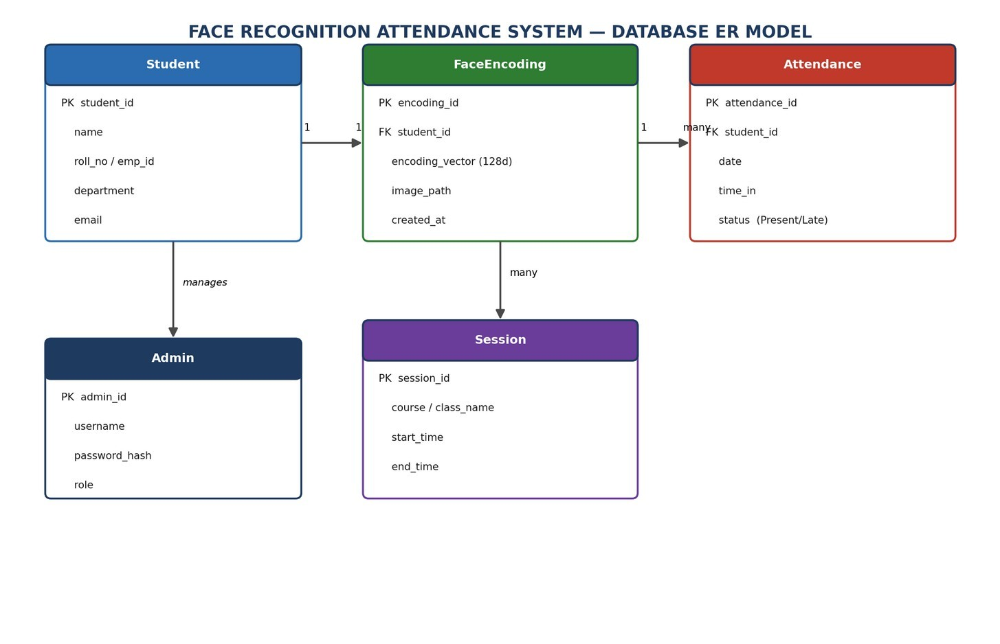 FACE RECOGNITION ATTENDANCE SYSTEM — DATABASE ER MODEL
Student
PK student_id
name
roll_no / emp_id
department
email
1
1
FaceEncoding
PK encoding_id
FK student_id
encoding_vector (128d)
image_path
created_at
1
many
Attendance
PK attendance_id
FK student_id
date
time_in
status (Present/Late)
manages
many
Admin
PK admin_id
username
password_hash
role
Session
PK session_id
course / class_name
start_time
end_time